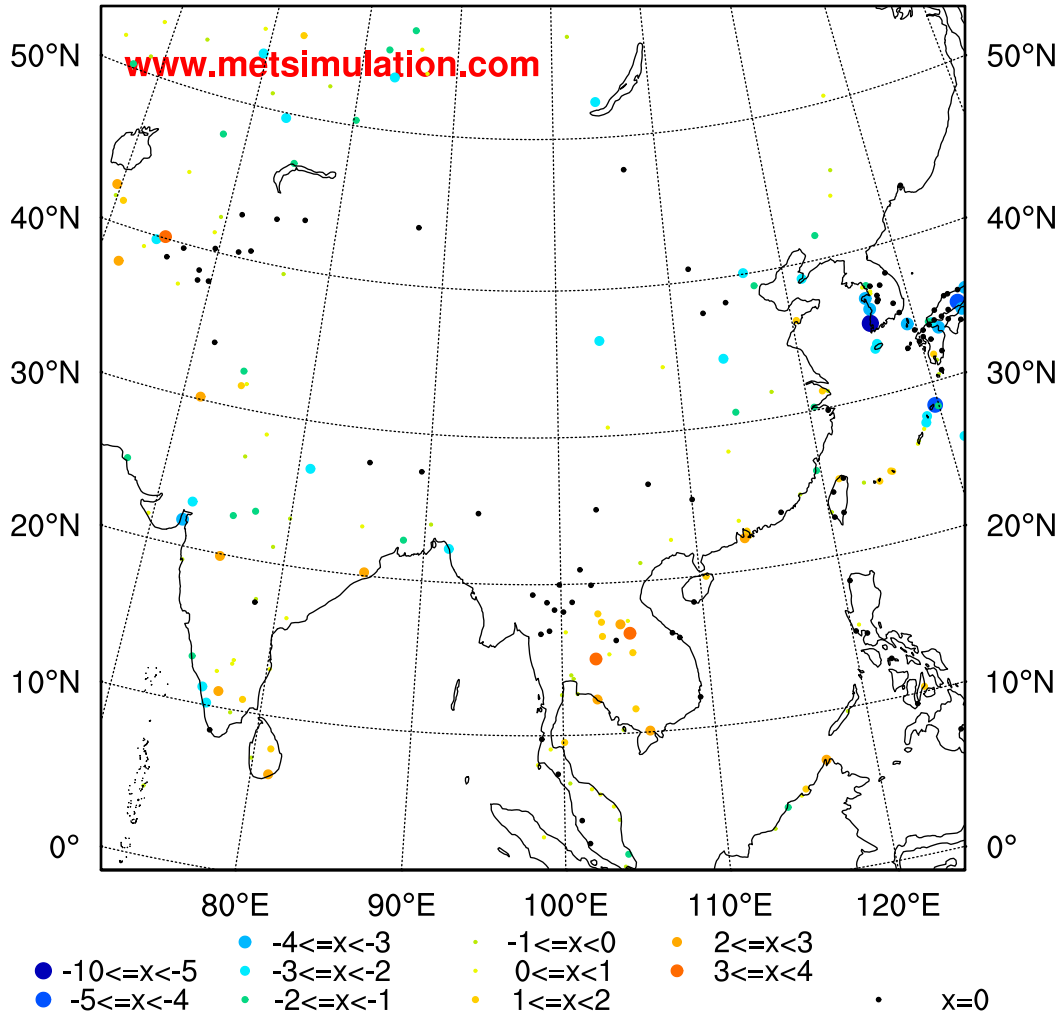 www.metsimulation.com
50°N 50°N
40°N 40°N
30°N 30°N
20°N 20°N
10°N 10°N
0° 0°
80°E 90°E 100°E 110°E 120°E
-4<=x<-3 -1<=x<0 2<=x<3
-10<=x<-5 -3<=x<-2 0<=x<1 3<=x<4
-5<=x<-4 -2<=x<-1 1<=x<2 x=0